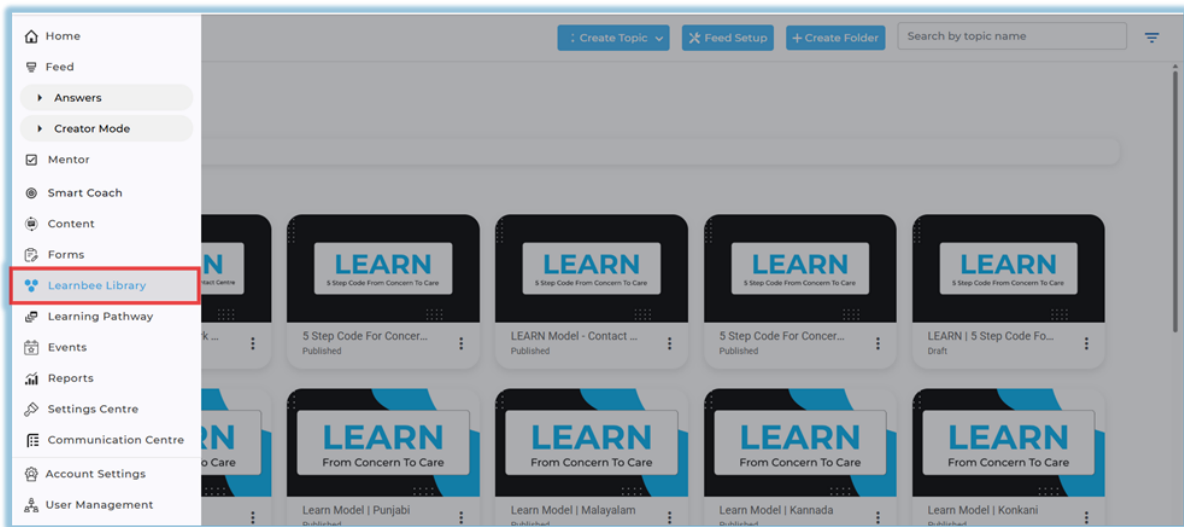 Home
Feed
Answers
Creator Mode
Mentor
Smart Coach
Content
Forms
Learnbee Library
Learning Pathway
Events
Reports
Settings Centre
Communication Centre
Account Settings
User Management
Create Topic
Feed Setup
+ Create Folder
Search by topic name
N
LEARN
5 Step Code From Concern To Care
LEARN
5 Step Code From Concern To Care
LEARN
5 Step Code From Concern To Care
LEARN
5 Step Code From Concern To Care
5 Step Code For Concer...
Published
LEARN Model - Contact ...
Published
5 Step Code For Concer...
Published
LEARN | 5 Step Code Fo...
Draft
RN
o Care
LEARN
From Concern To Care
LEARN
From Concern To Care
LEARN
From Concern To Care
LEARN
From Concern To Care
Learn Model | Punjabi
Published
Learn Model | Malayalam
Published
Learn Model | Kannada
Published
Learn Model | Konkani
Published